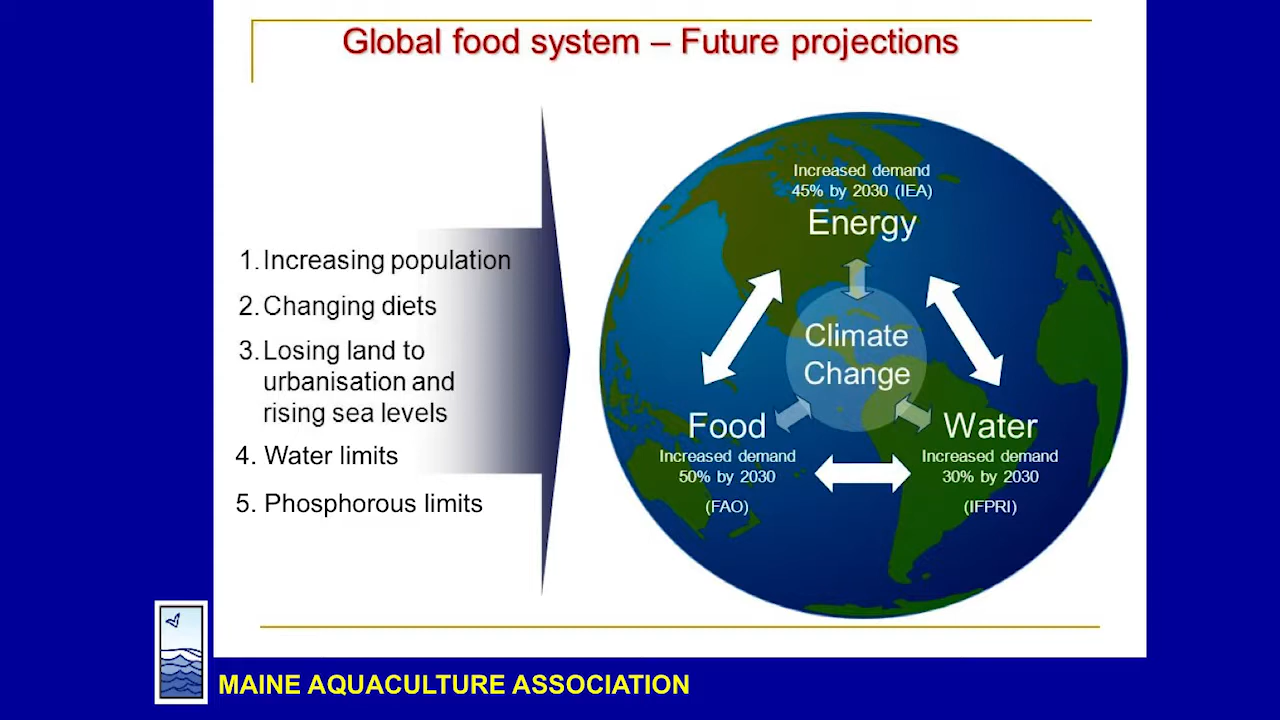 Global food system – Future projections
1. Increasing population
2. Changing diets
3. Losing land to
urbanisation and
rising sea levels
4. Water limits
5. Phosphorous limits
Increased demand
45% by 2030 (IEA)
Energy
Climate
Change
Food
Increased demand
50% by 2030
(FAO)
Water
Increased demand
30% by 2030
(IFPRI)
MAINE AQUACULTURE ASSOCIATION